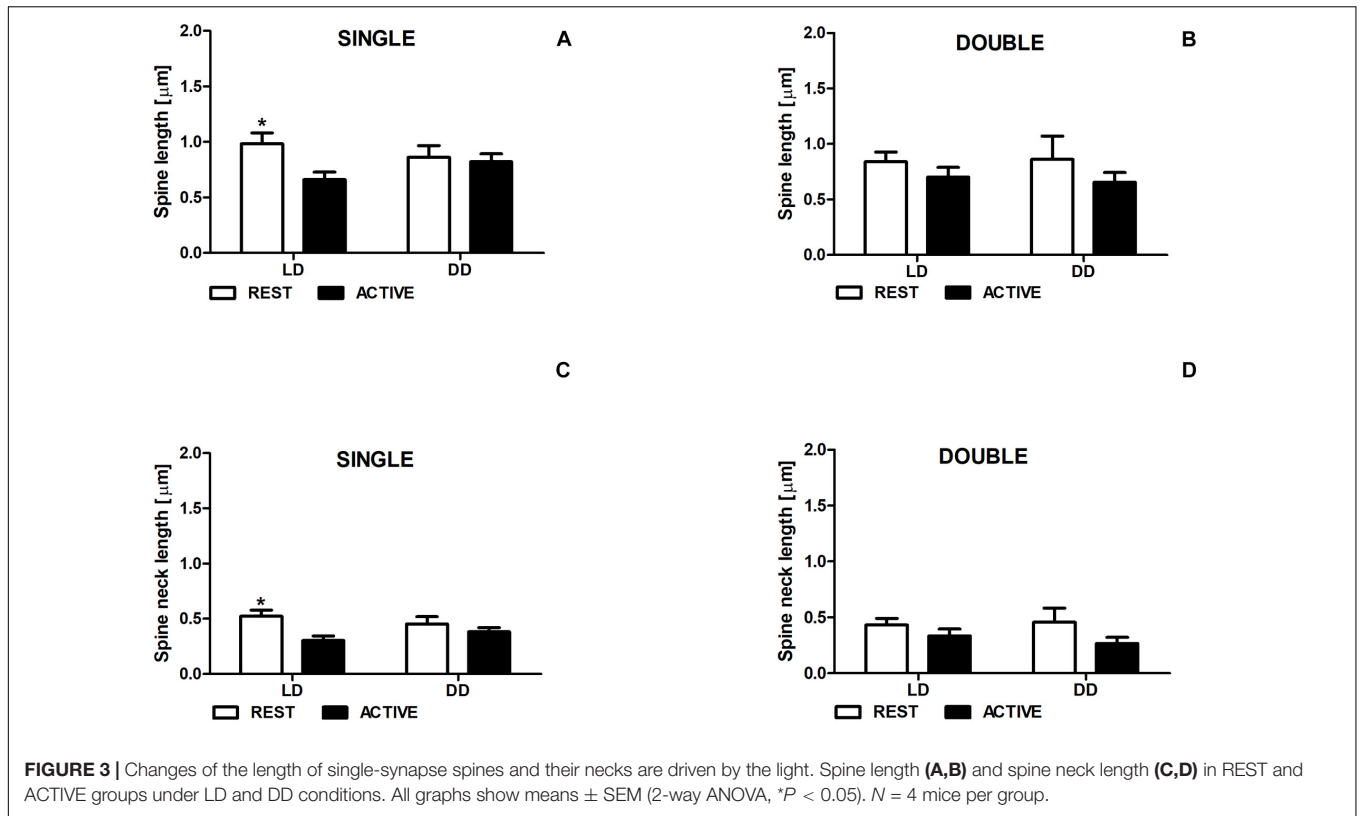 SINGLE
A
Spine length [μm]
2.0
1.5
1.0
0.5
0.0
*
LD
DD
REST
ACTIVE
DOUBLE
B
Spine length [μm]
2.0
1.5
1.0
0.5
0.0
LD
DD
REST
ACTIVE
C
SINGLE
Spine neck length [μm]
2.0
1.5
1.0
0.5
0.0
*
LD
DD
REST
ACTIVE
D
DOUBLE
Spine neck length [μm]
2.0
1.5
1.0
0.5
0.0
LD
DD
REST
ACTIVE
FIGURE 3 | Changes of the length of single-synapse spines and their necks are driven by the light. Spine length (A,B) and spine neck length (C,D) in REST and
ACTIVE groups under LD and DD conditions. All graphs show means ± SEM (2-way ANOVA, *P < 0.05). N = 4 mice per group.